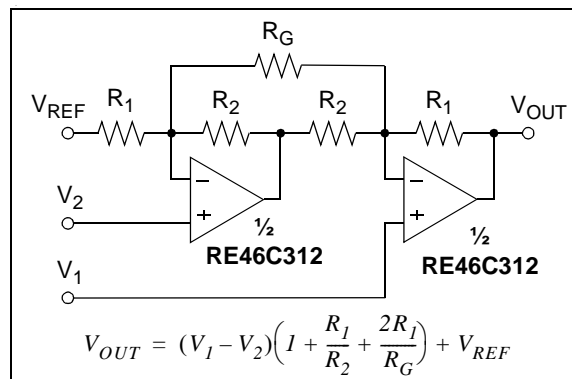 R_G
V_REF R_1 R_2 R_2 R_1 V_OUT
− −
V_2 + +
½ ½
RE46C312 RE46C312
V_1
V_OUT = (V_1 – V_2)(1 + R_1/R_2 + 2R_1/R_G) + V_REF